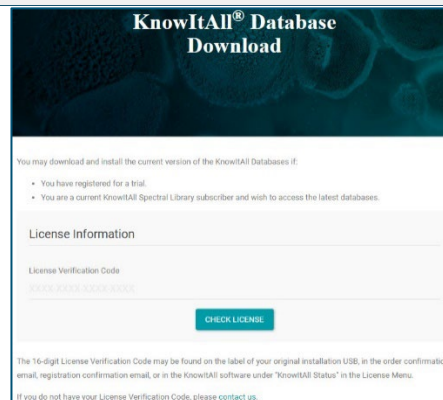 KnowItAll® Database
Download
You may download and install the current version of the KnowItAll Databases if:
• You have registered for a trial.
• You are a current KnowItAll Spectral Library subscriber and wish to access the latest databases.
License Information
License Verification Code
XXXX-XXXX-XXXX-XXXX
CHECK LICENSE
The 16-digit License Verification Code may be found on the label of your original installation USB, in the order confirmatio
email, registration confirmation email, or in the KnowItAll software under "KnowItAll Status" in the License Menu.
If you do not have your License Verification Code, please contact us.